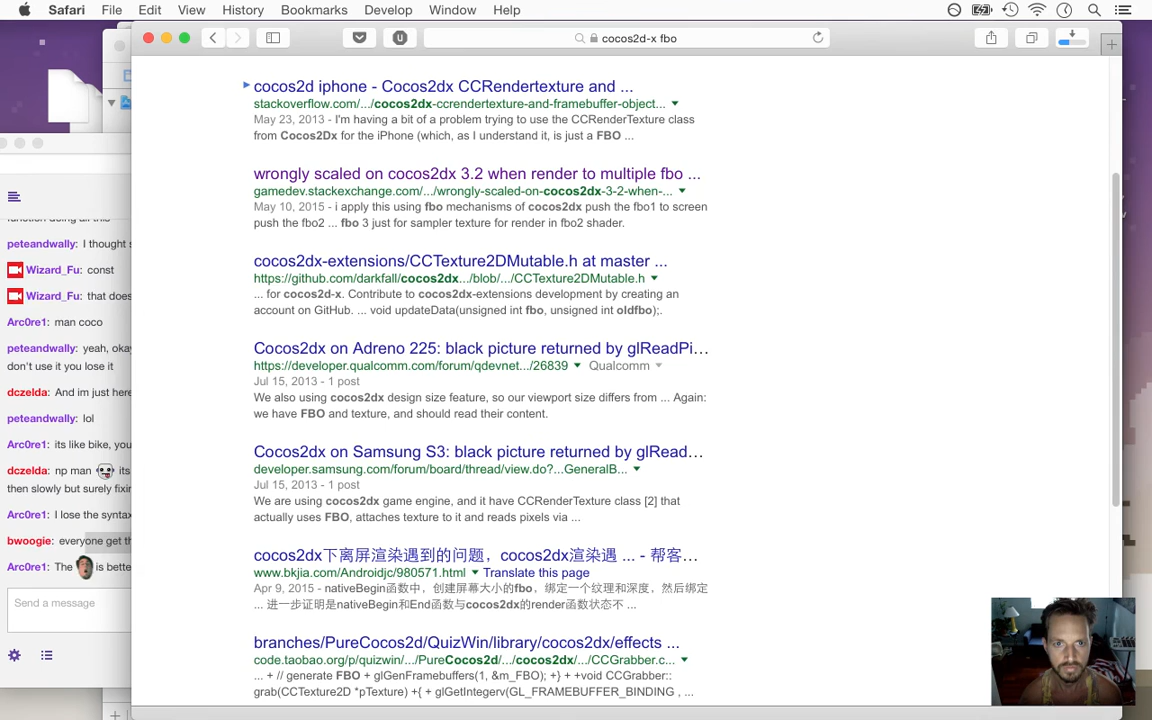 Safari File Edit View History Bookmarks Develop Window Help
cocos2d-x fbo
cocos2d iphone - Cocos2dx CCRendertexture and ...
stackoverflow.com/.../cocos2dx-ccrendertexture-and-framebuffer-object...
May 23, 2013 - I'm having a bit of a problem trying to use the CCRenderTexture class
from Cocos2Dx for the iPhone (which, as I understand it, is just a FBO ...
wrongly scaled on cocos2dx 3.2 when render to multiple fbo ...
gamedev.stackexchange.com/.../wrongly-scaled-on-cocos2dx-3-2-when-...
May 10, 2015 - i apply this using fbo mechanisms of cocos2dx push the fbo1 to screen
push the fbo2 ... fbo 3 just for sampler texture for render in fbo2 shader.
cocos2dx-extensions/CCTexture2DMutable.h at master ...
https://github.com/darkfall/cocos2dx.../blob/.../CCTexture2DMutable.h
... for cocos2d-x. Contribute to cocos2dx-extensions development by creating an
account on GitHub. ... void updateData(unsigned int fbo, unsigned int oldfbo);.
Cocos2dx on Adreno 225: black picture returned by glReadPi...
https://developer.qualcomm.com/forum/qdevnet.../26839 Qualcomm
Jul 15, 2013 - 1 post
We also using cocos2dx design size feature, so our viewport size differs from ... Again:
we have FBO and texture, and should read their content.
Cocos2dx on Samsung S3: black picture returned by glRead...
developer.samsung.com/forum/board/thread/view.do?...GeneralB...
Jul 15, 2013 - 1 post
We are using cocos2dx game engine, and it have CCRenderTexture class [2] that
actually uses FBO, attaches texture to it and reads pixels via ...
cocos2dx下离屏渲染遇到的问题，cocos2dx渲染遇 ... - 帮客...
www.bkjia.com/Androidjc/980571.html Translate this page
Apr 9, 2015 - nativeBegin函数中，创建屏幕大小的fbo，绑定一个纹理和深度，然后绑定
... 进一步证明是nativeBegin和End函数与cocos2dx的render函数状态不 ...
branches/PureCocos2d/QuizWin/library/cocos2dx/effects ...
code.taobao.org/p/quizwin/.../PureCocos2d/.../cocos2dx/.../CCGrabber.c...
... + // generate FBO + glGenFramebuffers(1, &m_FBO); +} + +void CCGrabber::
grab(CCTexture2D *pTexture) +{ + glGetIntegerv(GL_FRAMEBUFFER_BINDING , ...
function doing all this
peteandwally: I thought s
Wizard_Fu: const
Wizard_Fu: that does
Arc0re1: man coco
peteandwally: yeah, oka
don't use it you lose it
dczelda: And im just here
peteandwally: lol
Arc0re1: its like bike, you
dczelda: np man its
then slowly but surely fixin
Arc0re1: I lose the syntax
bwoogie: everyone get th
Arc0re1: The is bette
Send a message